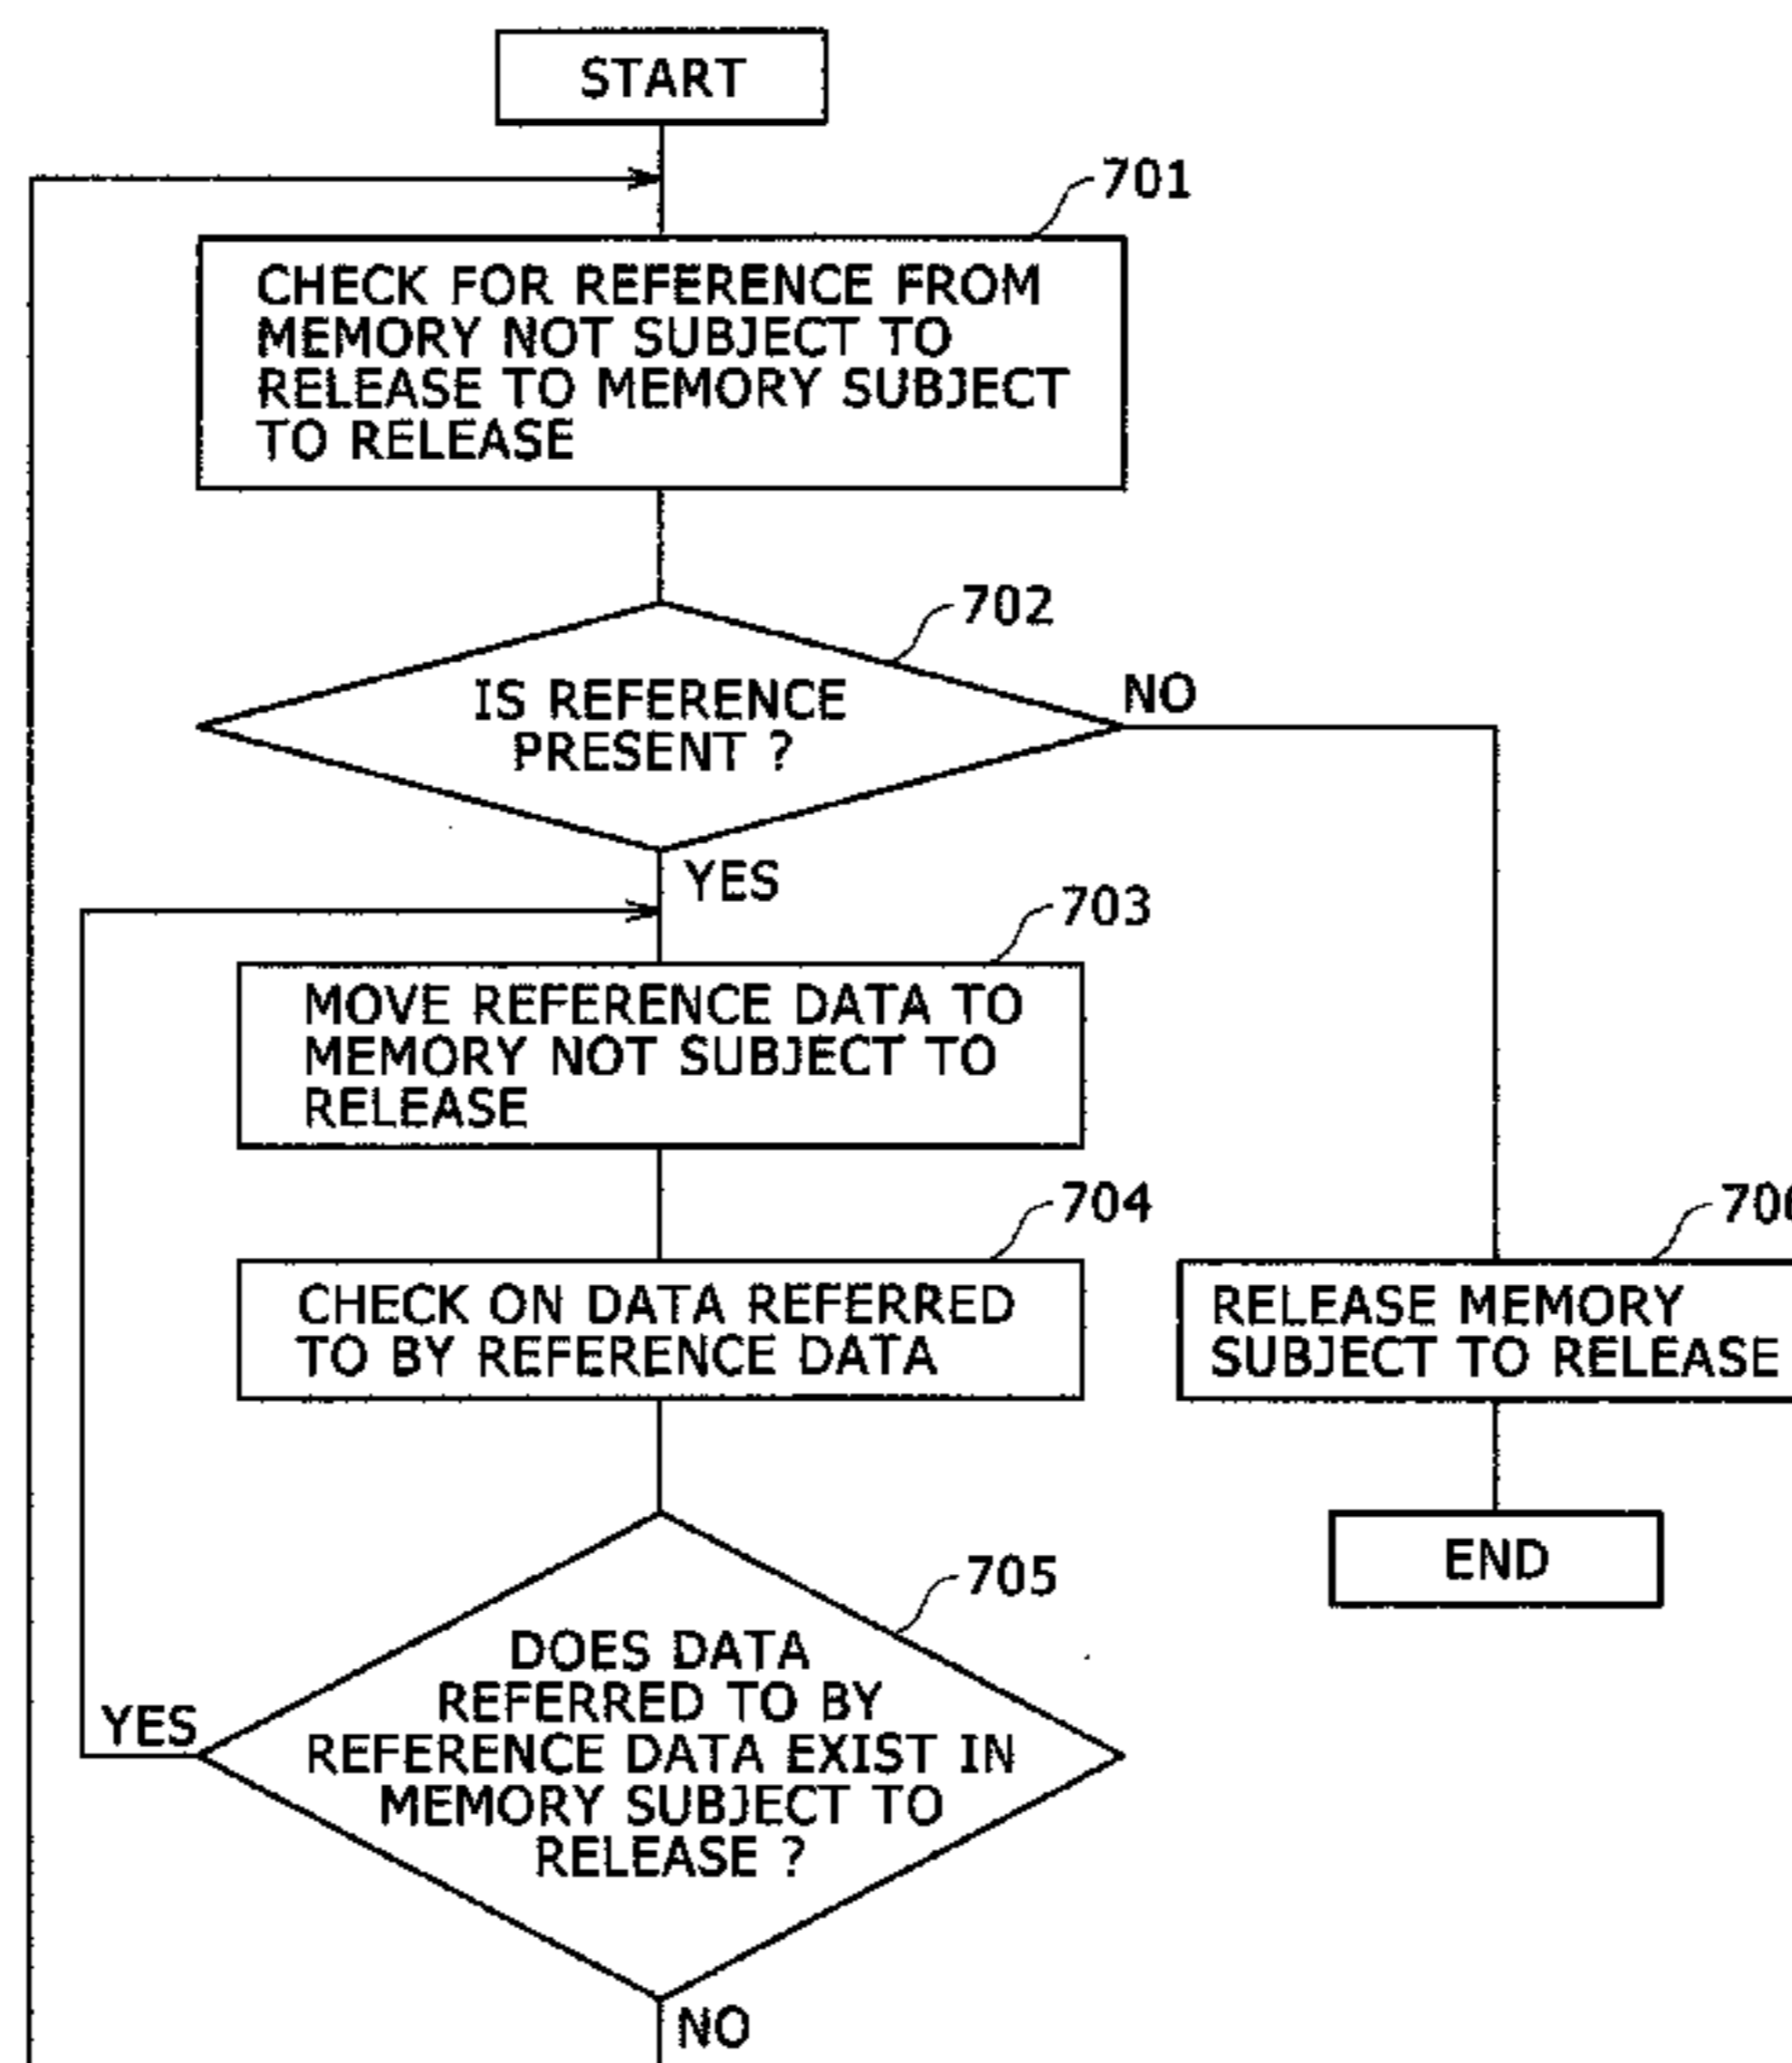 START
701
CHECK FOR REFERENCE FROM
MEMORY NOT SUBJECT TO
RELEASE TO MEMORY SUBJECT
TO RELEASE
702
IS REFERENCE
PRESENT ?
NO
YES
703
MOVE REFERENCE DATA TO
MEMORY NOT SUBJECT TO
RELEASE
704
CHECK ON DATA REFERRED
TO BY REFERENCE DATA
RELEASE MEMORY
SUBJECT TO RELEASE
END
705
DOES DATA
REFERRED TO BY
REFERENCE DATA EXIST IN
MEMORY SUBJECT TO
RELEASE ?
YES
NO